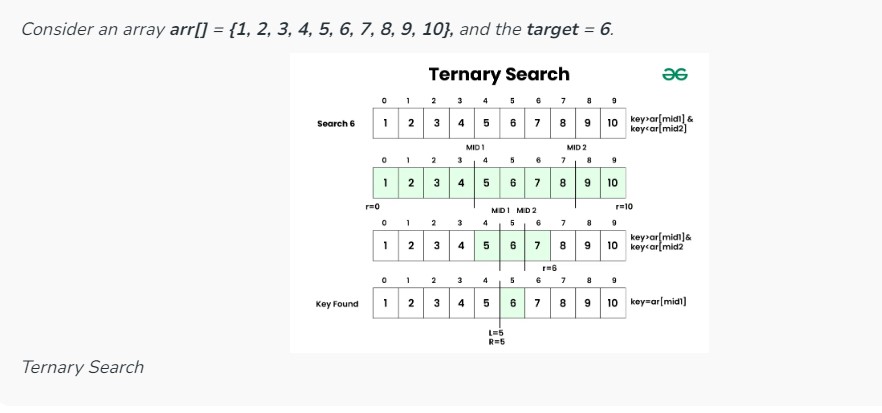 Consider an array arr[] = {1, 2, 3, 4, 5, 6, 7, 8, 9, 10}, and the target = 6.
Ternary Search
0 1 2 3 4 5 6 7 8 9
Search 6 1 2 3 4 5 6 7 8 9 10 key>ar[mid1] &
key<ar[mid2]
MID 1 MID 2
0 1 2 3 4 5 6 7 8 9
1 2 3 4 5 6 7 8 9 10
r=0 r=10
MID 1 MID 2
0 1 2 3 4 5 6 7 8 9
1 2 3 4 5 6 7 8 9 10 key>ar[mid1]&
key<ar[mid2
r=6
0 1 2 3 4 5 6 7 8 9
Key Found 1 2 3 4 5 6 7 8 9 10 key=ar[mid1]
L=5
R=5
Ternary Search